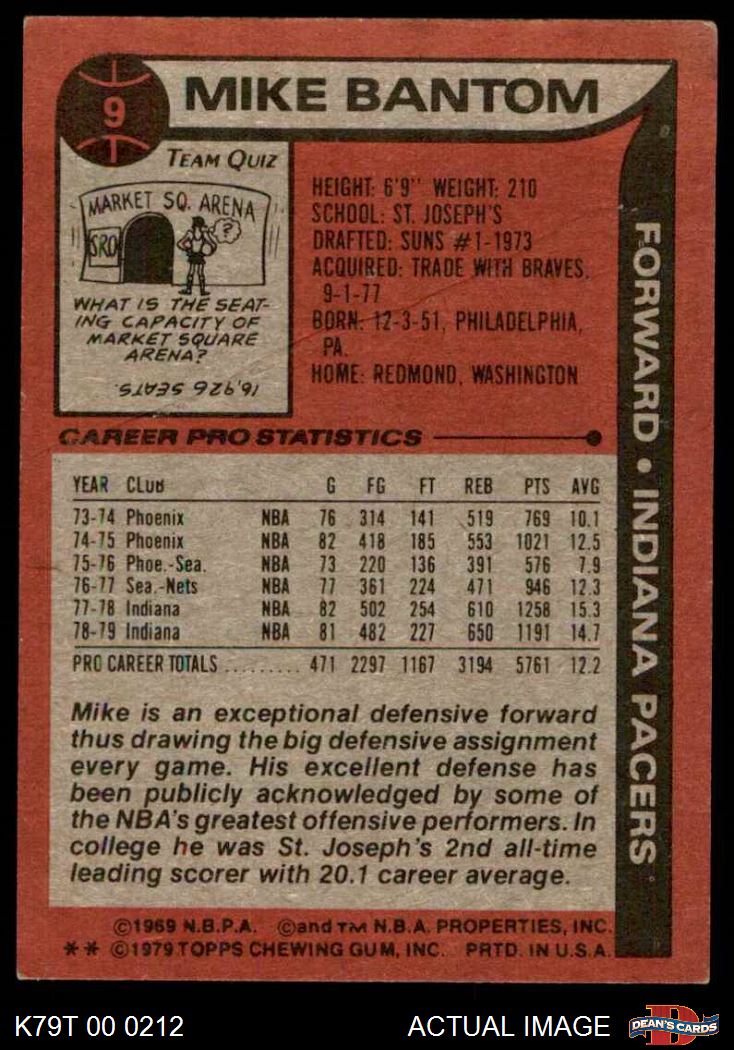 9
MIKE BANTOM
TEAM QUIZ
MARKET SQ. ARENA
SRO
?
WHAT IS THE SEAT-
ING CAPACITY OF
MARKET SQUARE
ARENA?
16,926 SEATS.
HEIGHT: 6'9" WEIGHT: 210
SCHOOL: ST. JOSEPH'S
DRAFTED: SUNS #1-1973
ACQUIRED: TRADE WITH BRAVES,
9-1-77
BORN: 12-3-51, PHILADELPHIA,
PA.
HOME: REDMOND, WASHINGTON
FORWARD • INDIANA PACERS
CAREER PRO STATISTICS
YEAR CLUB G FG FT REB PTS AVG
73-74 Phoenix NBA 76 314 141 519 769 10.1
74-75 Phoenix NBA 82 418 185 553 1021 12.5
75-76 Phoe.-Sea. NBA 73 220 136 391 576 7.9
76-77 Sea.-Nets NBA 77 361 224 471 946 12.3
77-78 Indiana NBA 82 502 254 610 1258 15.3
78-79 Indiana NBA 81 482 227 650 1191 14.7
PRO CAREER TOTALS ......... 471 2297 1167 3194 5761 12.2
Mike is an exceptional defensive forward
thus drawing the big defensive assignment
every game. His excellent defense has
been publicly acknowledged by some of
the NBA's greatest offensive performers. In
college he was St. Joseph's 2nd all-time
leading scorer with 20.1 career average.
©1969 N.B.P.A. ©and TM N.B.A. PROPERTIES, INC.
** ©1979 TOPPS CHEWING GUM, INC. PRTD. IN U.S.A.
K79T 00 0212
ACTUAL IMAGE
D
DEAN'S CARDS